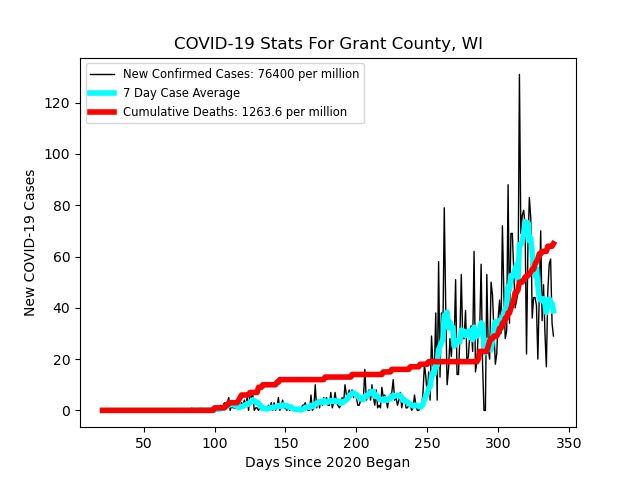 COVID-19 Stats For Grant County, WI
New Confirmed Cases: 76400 per million
7 Day Case Average
Cumulative Deaths: 1263.6 per million
New COVID-19 Cases
120
100
80
60
40
20
0
50
100
150
200
250
300
350
Days Since 2020 Began